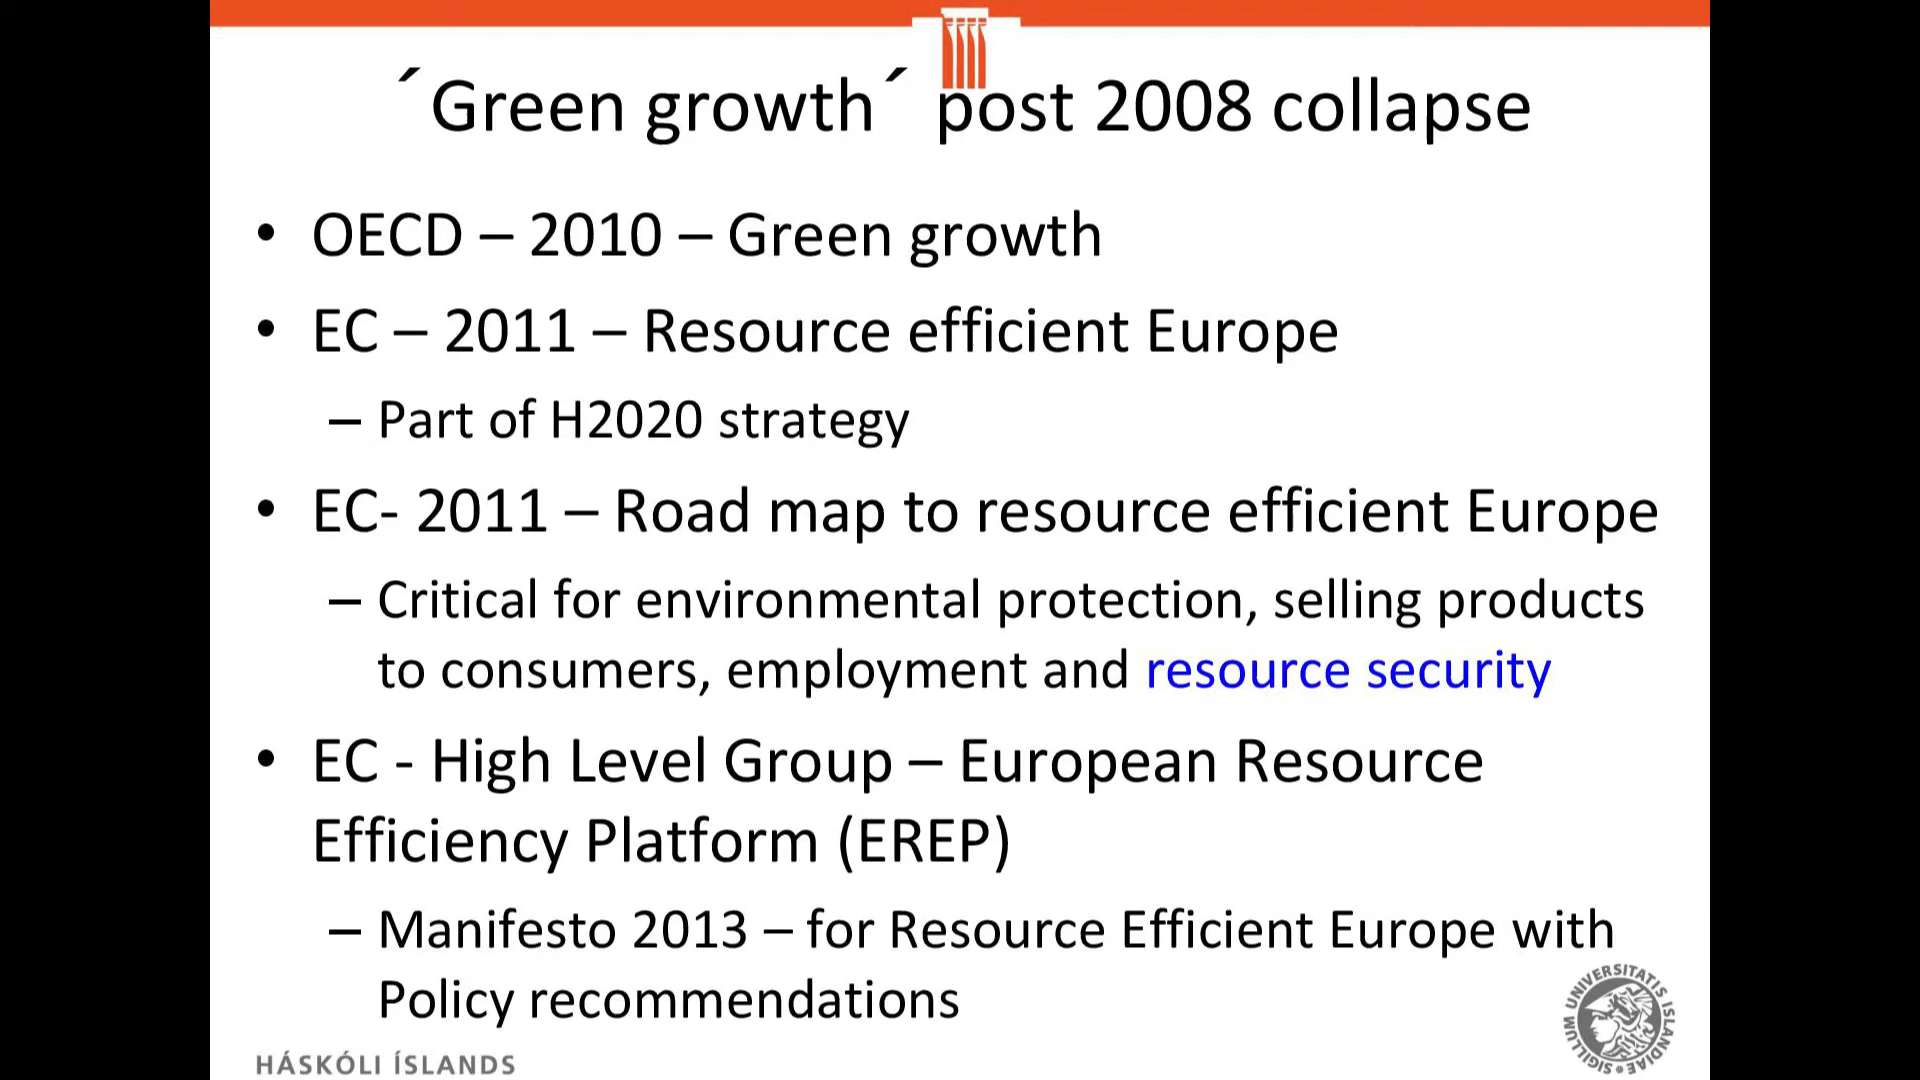 ´Green growth´ post 2008 collapse
• OECD – 2010 – Green growth
• EC – 2011 – Resource efficient Europe
– Part of H2020 strategy
• EC- 2011 – Road map to resource efficient Europe
– Critical for environmental protection, selling products
to consumers, employment and resource security
• EC - High Level Group – European Resource
Efficiency Platform (EREP)
– Manifesto 2013 – for Resource Efficient Europe with
Policy recommendations
SIGILLUM UNIVERSITATIS ISLANDIAE
HÁSKÓLI ÍSLANDS